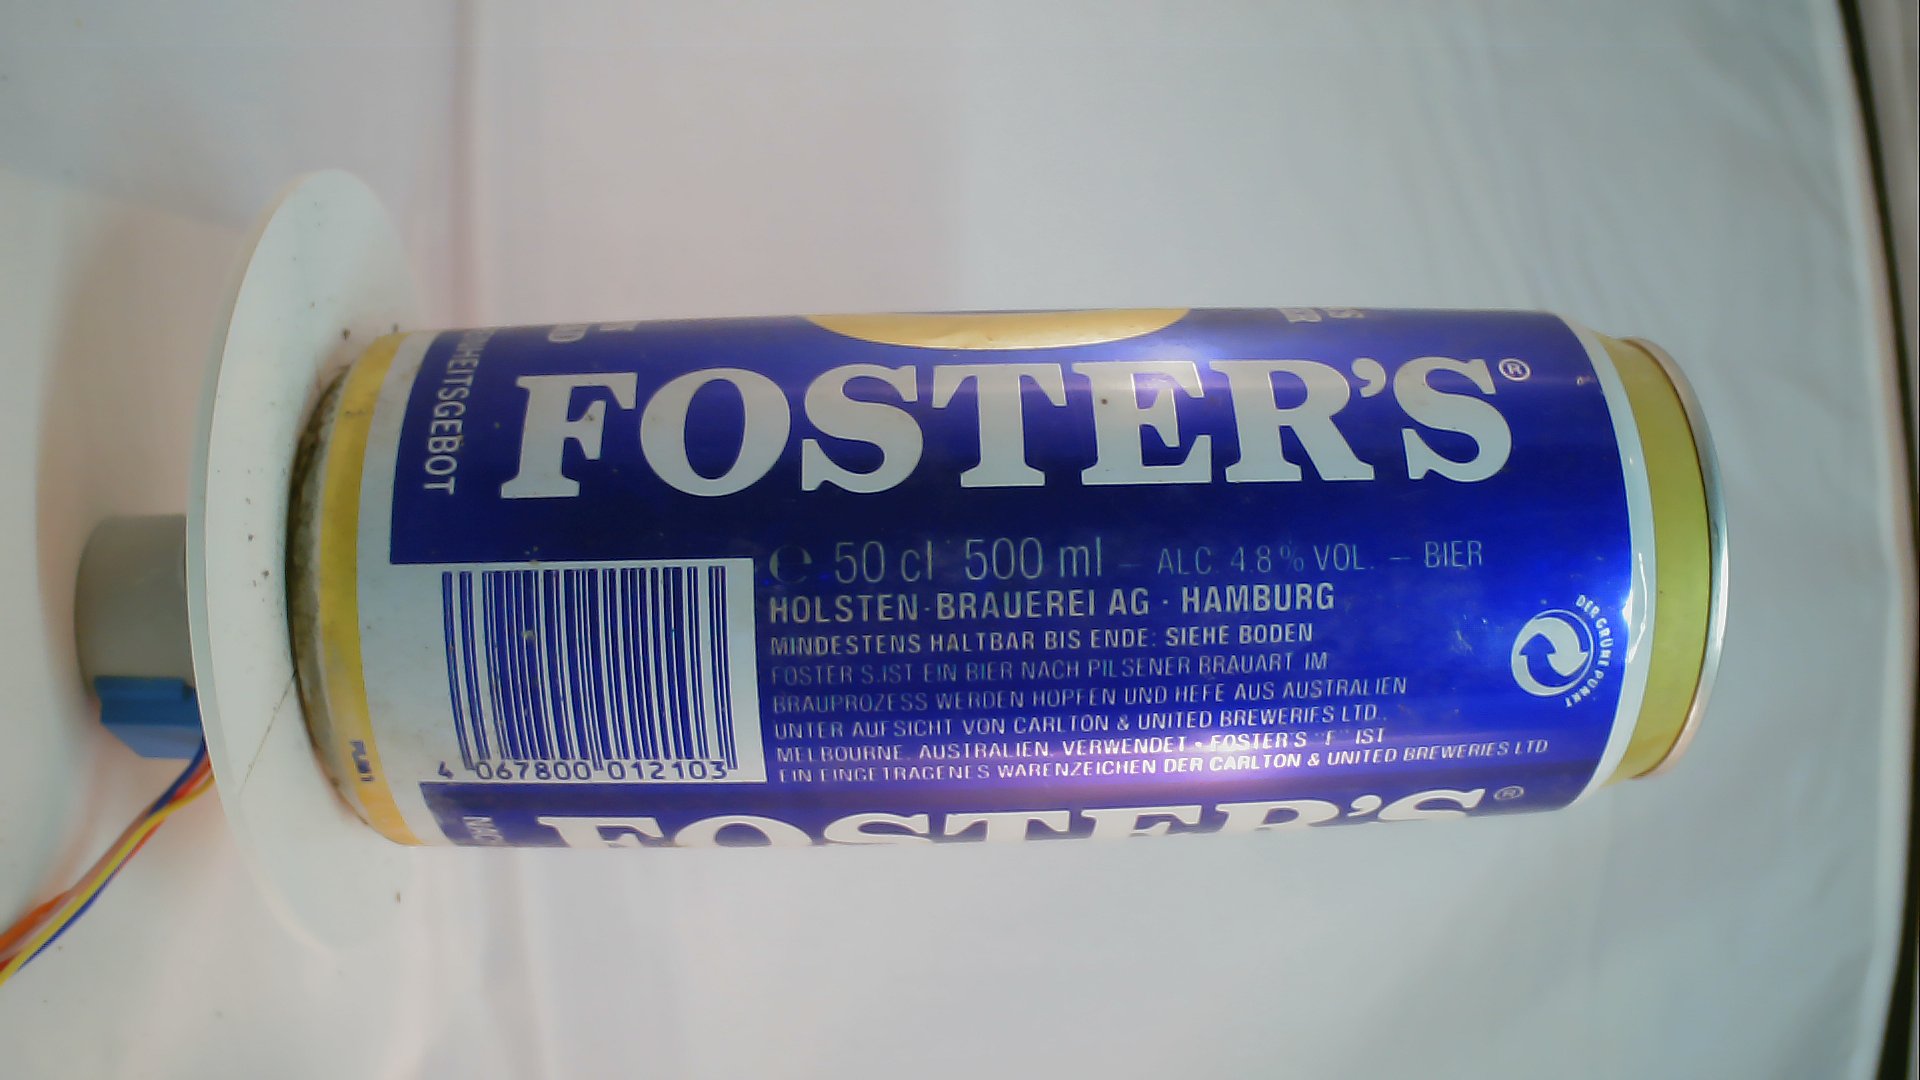 FOSTER'S®
℮ 50 cl 500 ml – ALC. 4.8% VOL. – BIER
HOLSTEN-BRAUEREI AG · HAMBURG
MINDESTENS HALTBAR BIS ENDE: SIEHE BODEN
FOSTER'S IST EIN BIER NACH PILSENER BRAUART IM
BRAUPROZESS WERDEN HOPFEN UND HEFE AUS AUSTRALIEN
UNTER AUFSICHT VON CARLTON & UNITED BREWERIES LTD.,
MELBOURNE, AUSTRALIEN, VERWENDET • FOSTER'S "F" IST
EIN EINGETRAGENES WARENZEICHEN DER CARLTON & UNITED BREWERIES LTD
4 067800 012103
DER GRÜNE PUNKT
FOSTER'S®